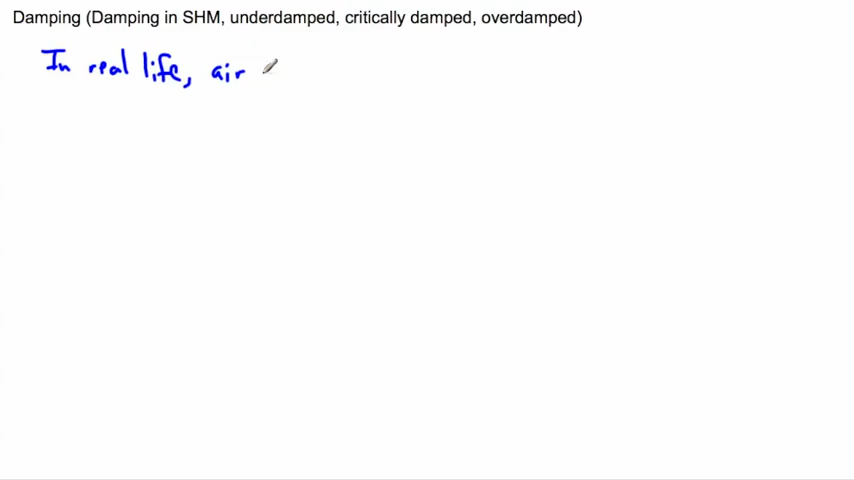 Damping (Damping in SHM, underdamped, critically damped, overdamped)
In real life, air